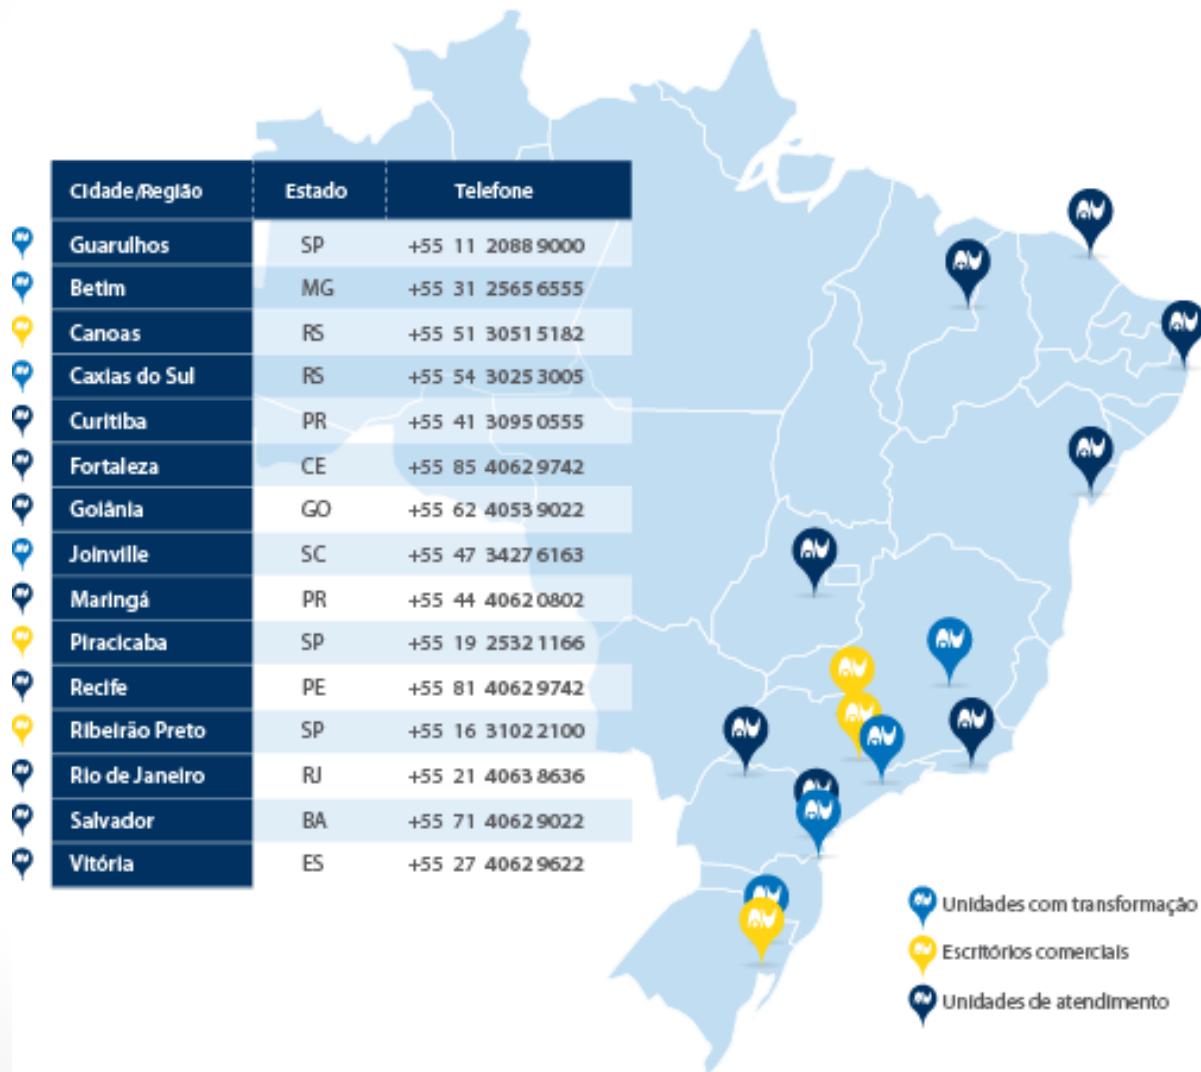 Cidade/Região Estado Telefone
Guarulhos SP +55 11 2088 9000
Betim MG +55 31 2565 6555
Canoas RS +55 51 3051 5182
Caxias do Sul RS +55 54 3025 3005
Curitiba PR +55 41 3095 0555
Fortaleza CE +55 85 4062 9742
Goiânia GO +55 62 4053 9022
Joinville SC +55 47 3427 6163
Maringá PR +55 44 4062 0802
Piracicaba SP +55 19 2532 1166
Recife PE +55 81 4062 9742
Ribeirão Preto SP +55 16 3102 2100
Rio de Janeiro RJ +55 21 4063 8636
Salvador BA +55 71 4062 9022
Vitória ES +55 27 4062 9622
Unidades com transformação
Escritórios comerciais
Unidades de atendimento